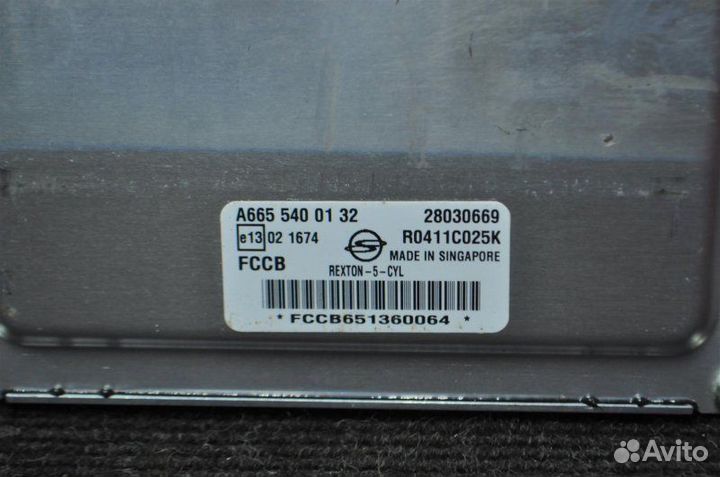 A665 540 01 32 28030669
e13 02 1674 R0411C025K
MADE IN SINGAPORE
FCCB REXTON-5-CYL
* FCCB651360064 *
Avito